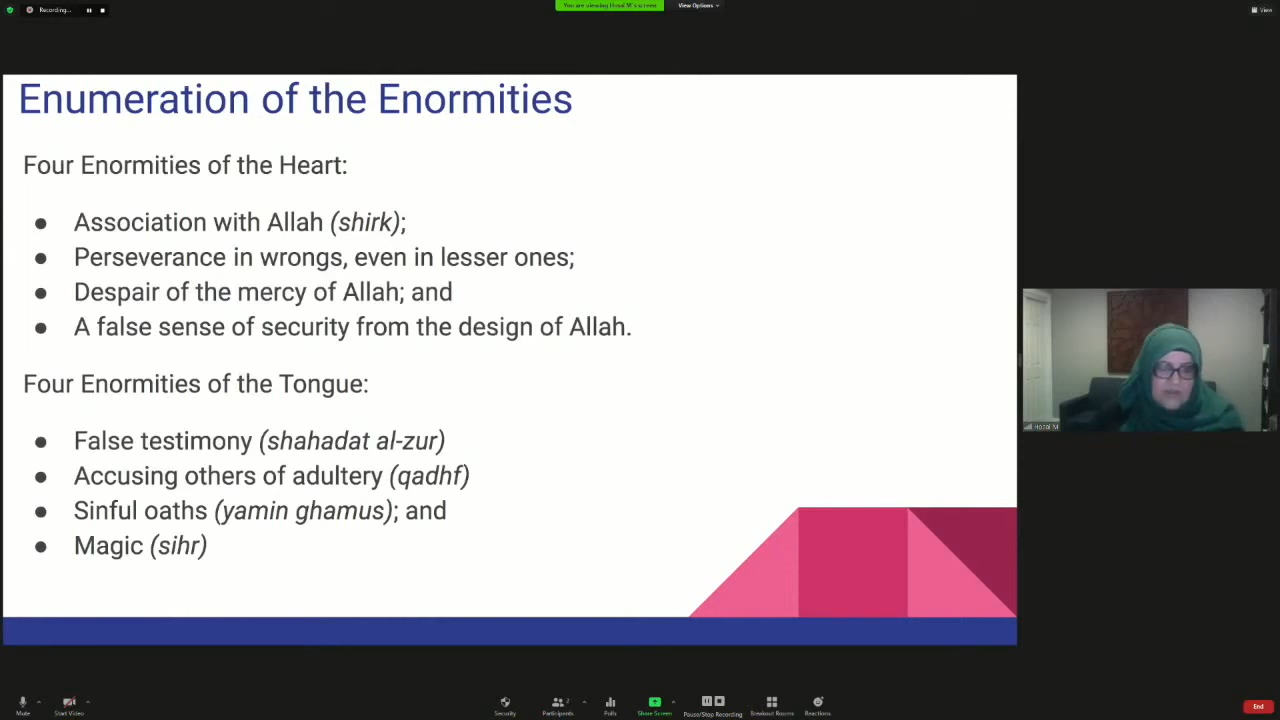 Recording...
You are viewing Hosai M's screen
View Options
View
Enumeration of the Enormities
Four Enormities of the Heart:
● Association with Allah (shirk);
● Perseverance in wrongs, even in lesser ones;
● Despair of the mercy of Allah; and
● A false sense of security from the design of Allah.
Four Enormities of the Tongue:
● False testimony (shahadat al-zur)
● Accusing others of adultery (qadhf)
● Sinful oaths (yamin ghamus); and
● Magic (sihr)
Hosai M
Mute
Start Video
Security
Participants
2
Polls
Share Screen
Pause/Stop Recording
Breakout Rooms
Reactions
End